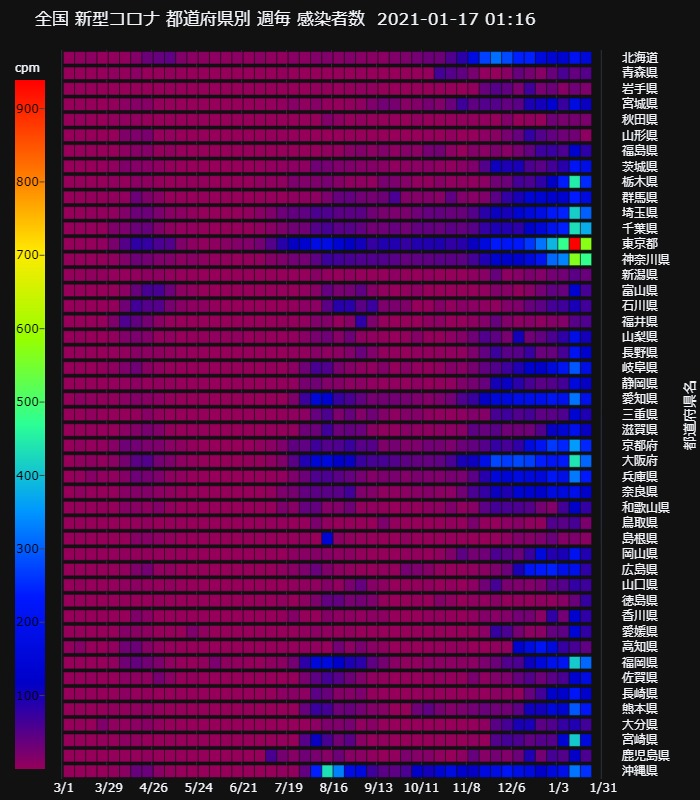 全国 新型コロナ 都道府県別 週毎 感染者数 2021-01-17 01:16
cpm
900
800
700
600
500
400
300
200
100
北海道
青森県
岩手県
宮城県
秋田県
山形県
福島県
茨城県
栃木県
群馬県
埼玉県
千葉県
東京都
神奈川県
新潟県
富山県
石川県
福井県
山梨県
長野県
岐阜県
静岡県
愛知県
三重県
滋賀県
京都府
大阪府
兵庫県
奈良県
和歌山県
鳥取県
島根県
岡山県
広島県
山口県
徳島県
香川県
愛媛県
高知県
福岡県
佐賀県
長崎県
熊本県
大分県
宮崎県
鹿児島県
沖縄県
都道府県名
3/1 3/29 4/26 5/24 6/21 7/19 8/16 9/13 10/11 11/8 12/6 1/3 1/31